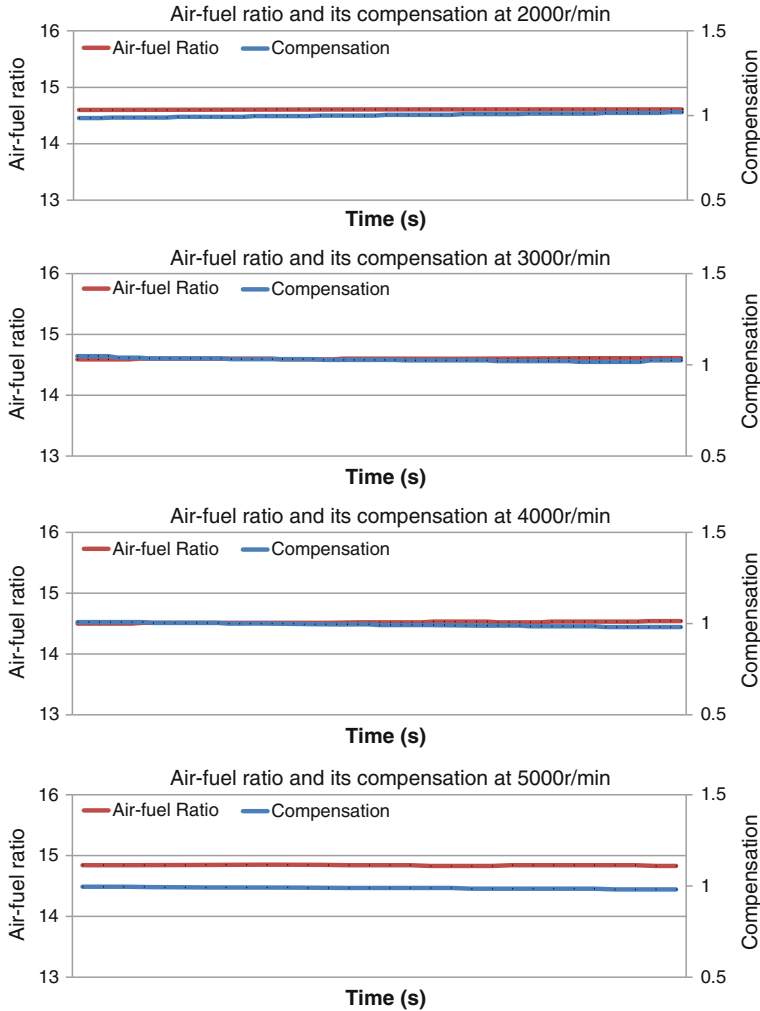 Air-fuel ratio and its compensation at 2000r/min
16
15
14
13
Air-fuel ratio
Air-fuel Ratio
Compensation
1.5
1
0.5
Compensation
Time (s)
Air-fuel ratio and its compensation at 3000r/min
16
15
14
13
Air-fuel ratio
Air-fuel Ratio
Compensation
1.5
1
0.5
Compensation
Time (s)
Air-fuel ratio and its compensation at 4000r/min
16
15
14
13
Air-fuel ratio
Air-fuel Ratio
Compensation
1.5
1
0.5
Compensation
Time (s)
Air-fuel ratio and its compensation at 5000r/min
16
15
14
13
Air-fuel ratio
Air-fuel Ratio
Compensation
1.5
1
0.5
Compensation
Time (s)